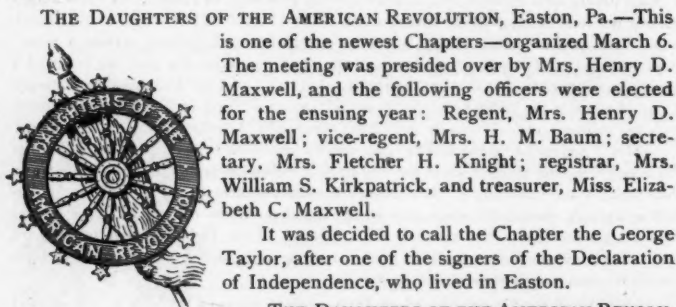 THE DAUGHTERS OF THE AMERICAN REVOLUTION, Easton, Pa.—This
is one of the newest Chapters—organized March 6.
The meeting was presided over by Mrs. Henry D.
Maxwell, and the following officers were elected
for the ensuing year: Regent, Mrs. Henry D.
Maxwell; vice-regent, Mrs. H. M. Baum; secre-
tary, Mrs. Fletcher H. Knight; registrar, Mrs.
William S. Kirkpatrick, and treasurer, Miss Eliza-
beth C. Maxwell.
It was decided to call the Chapter the George
Taylor, after one of the signers of the Declaration
of Independence, who lived in Easton.
DAUGHTERS OF THE
AMERICAN REVOLUTION